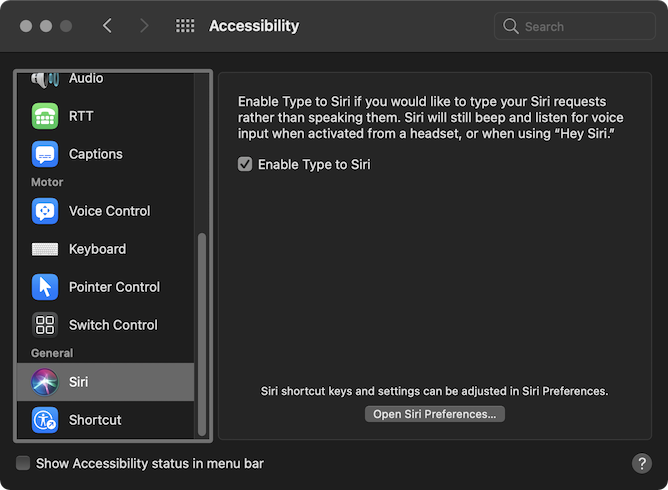 Accessibility
Search
Audio
RTT
Captions
Motor
Voice Control
Keyboard
Pointer Control
Switch Control
General
Siri
Shortcut
Enable Type to Siri if you would like to type your Siri requests
rather than speaking them. Siri will still beep and listen for voice
input when activated from a headset, or when using “Hey Siri.”
Enable Type to Siri
Siri shortcut keys and settings can be adjusted in Siri Preferences.
Open Siri Preferences...
Show Accessibility status in menu bar
?